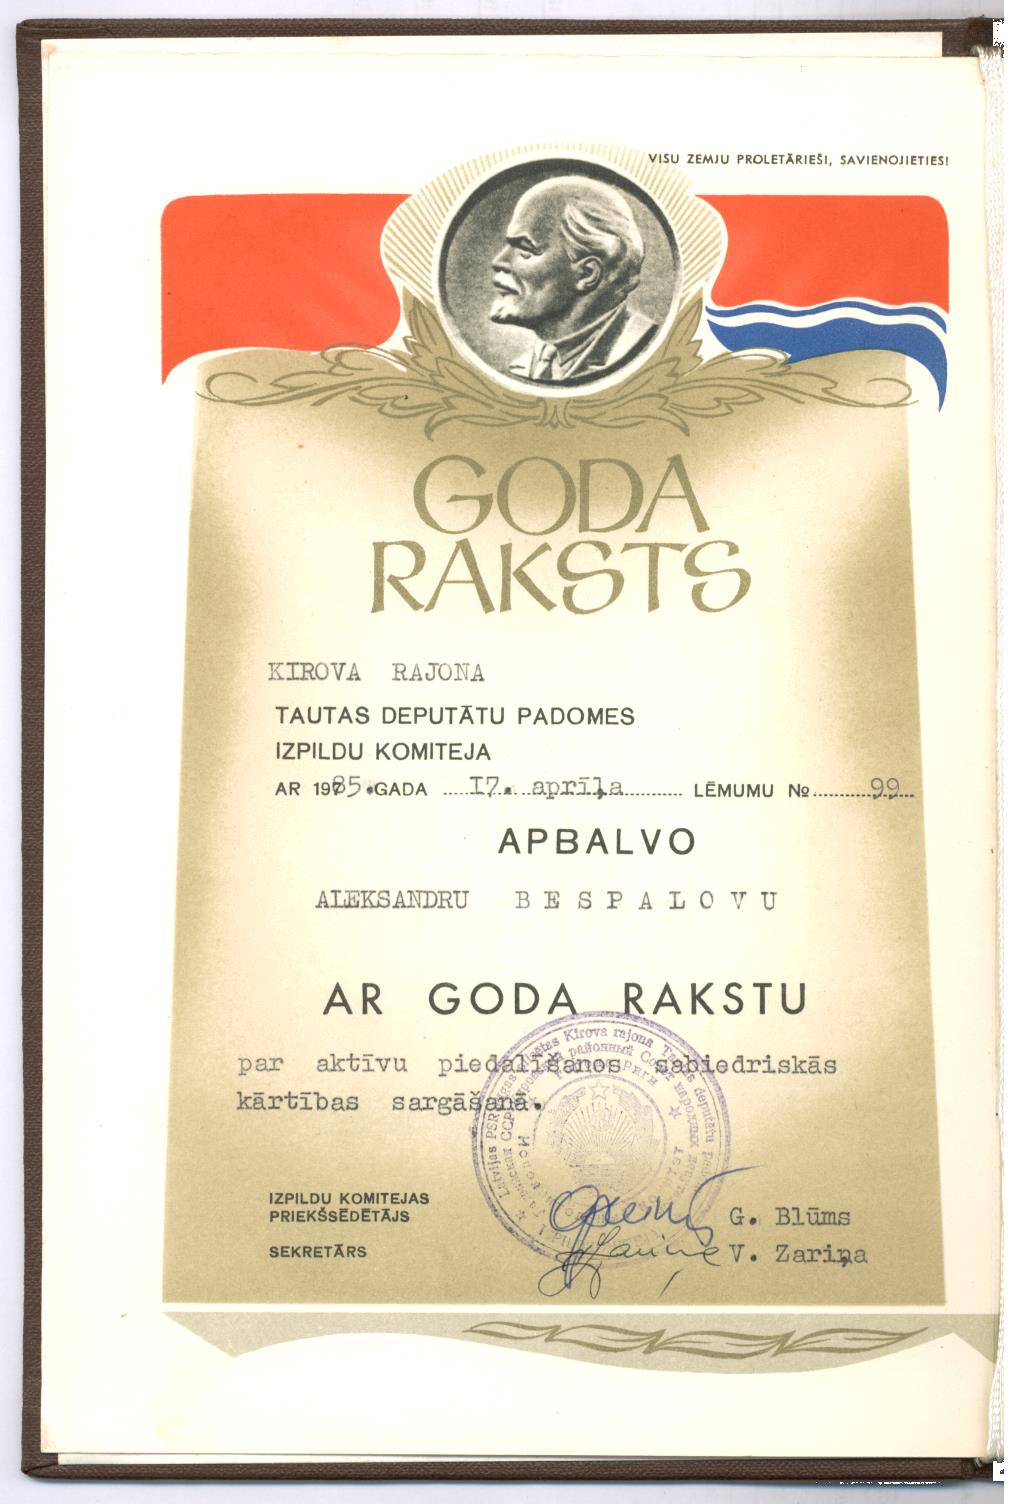 VISU ZEMJU PROLETĀRIEŠI, SAVIENOJIETIES!
GODA
RAKSTS
KIROVA RAJONA
TAUTAS DEPUTĀTU PADOMES
IZPILDU KOMITEJA
AR 1985. GADA 17. aprīļa LĒMUMU № 99
APBALVO
ALEKSANDRU BESPALOVU
AR GODA RAKSTU
par aktīvu piedalīšanos sabiedriskās
kārtības sargāšanā.
IZPILDU KOMITEJAS
PRIEKŠSĒDĒTĀJS G. Blūms
SEKRETĀRS V. Zariņa